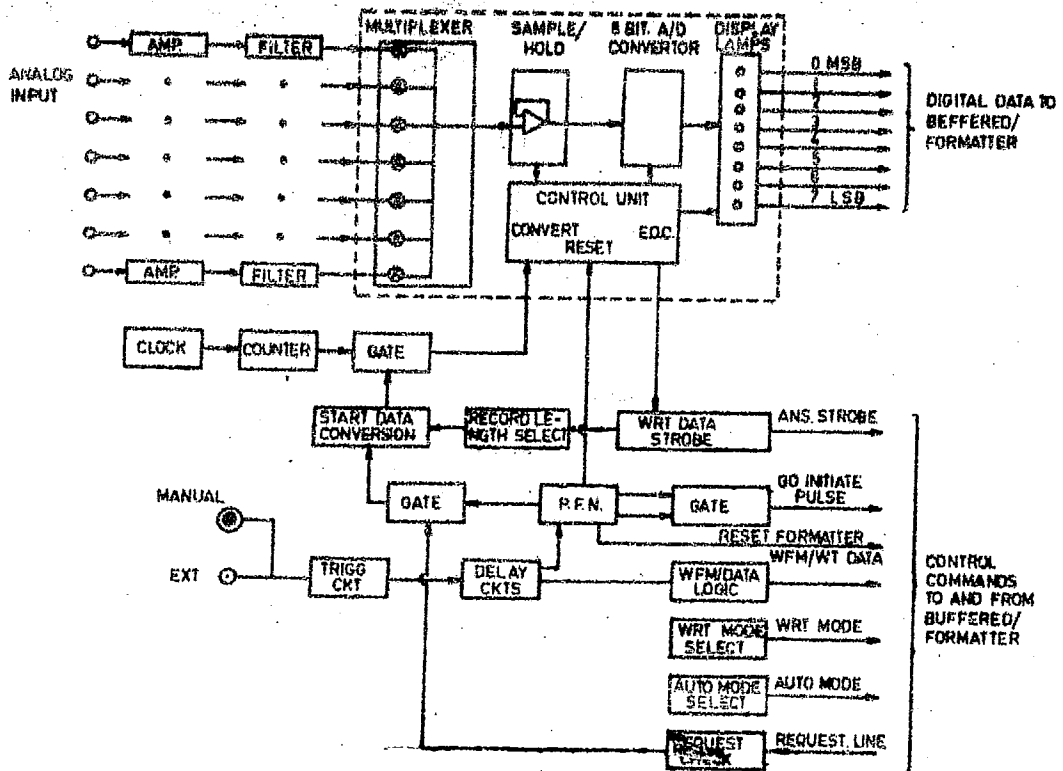 MULTIPLEXER
SAMPLE/
HOLD
8 BIT. A/D
CONVERTOR
DISPLAY
LAMPS
AMP.
FILTER
ANALOG
INPUT
0 MSB
1
2
3
4
5
6
7 LSB
DIGITAL DATA TO
BEFFERED/
FORMATTER
CONTROL UNIT
CONVERT
RESET
E.O.C.
AMP.
FILTER
CLOCK
COUNTER
GATE
START DATA
CONVERSION
RECORD LE-
NGTH SELECT
WRT DATA
STROBE
ANS. STROBE
MANUAL
GATE
P.F.N.
GATE
GO INITIATE
PULSE
RESET FORMATTER
WFM/WT DATA
EXT
TRIGG
CKT
DELAY
CKTS
WFM/DATA
LOGIC
CONTROL
COMMANDS
TO AND FROM
BUFFERED/
FORMATTER
WRT MODE
SELECT
WRT MODE
AUTO MODE
SELECT
AUTO MODE
REQUEST
REQUEST LINE